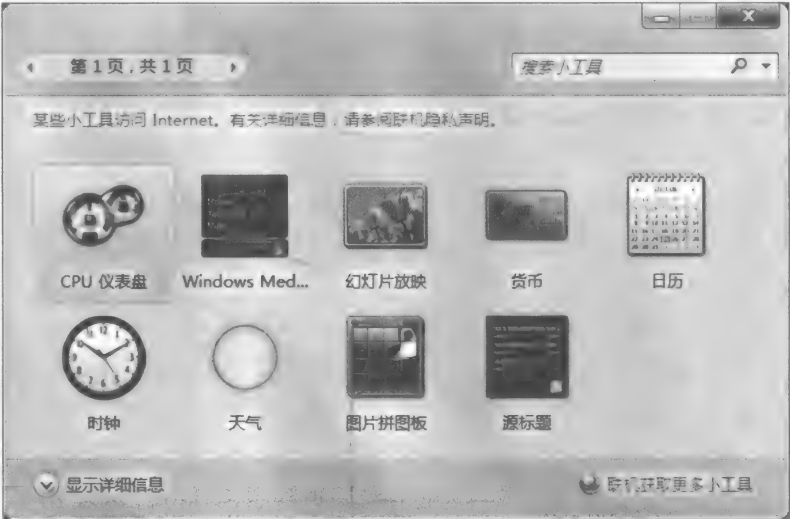 第1页,共1页
搜索小工具
某些小工具访问 Internet。有关详细信息,请参阅联机隐私声明。
CPU 仪表盘
Windows Med...
幻灯片放映
货币
日历
时钟
天气
图片拼图板
源标题
显示详细信息
联机获取更多小工具